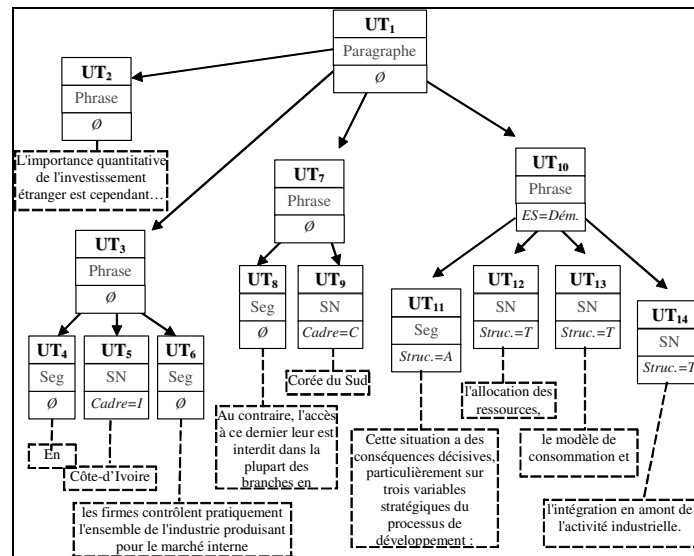 UT1
Paragraphe
Ø
UT2
Phrase
Ø
L'importance quantitative
de l'investissement
étranger est cependant…
UT3
Phrase
Ø
UT4
Seg
Ø
En
UT5
SN
Cadre=I
Côte-d’Ivoire
UT6
Seg
Ø
les firmes contrôlent pratiquement
l'ensemble de l'industrie produisant
pour le marché interne
UT7
Phrase
Ø
UT8
Seg
Ø
Au contraire, l'accès
à ce dernier leur est
interdit dans la
plupart des
branches en
UT9
SN
Cadre=C
Corée du Sud
UT10
Phrase
ES=Dém.
UT11
Seg
Struc.=A
Cette situation a des
conséquences décisives,
particulièrement sur
trois variables
stratégiques du
processus de
développement :
UT12
SN
Struc.=T
l'allocation des
ressources,
UT13
SN
Struc.=T
le modèle de
consommation et
UT14
SN
Struc.=T
l'intégration en amont de
l'activité industrielle.